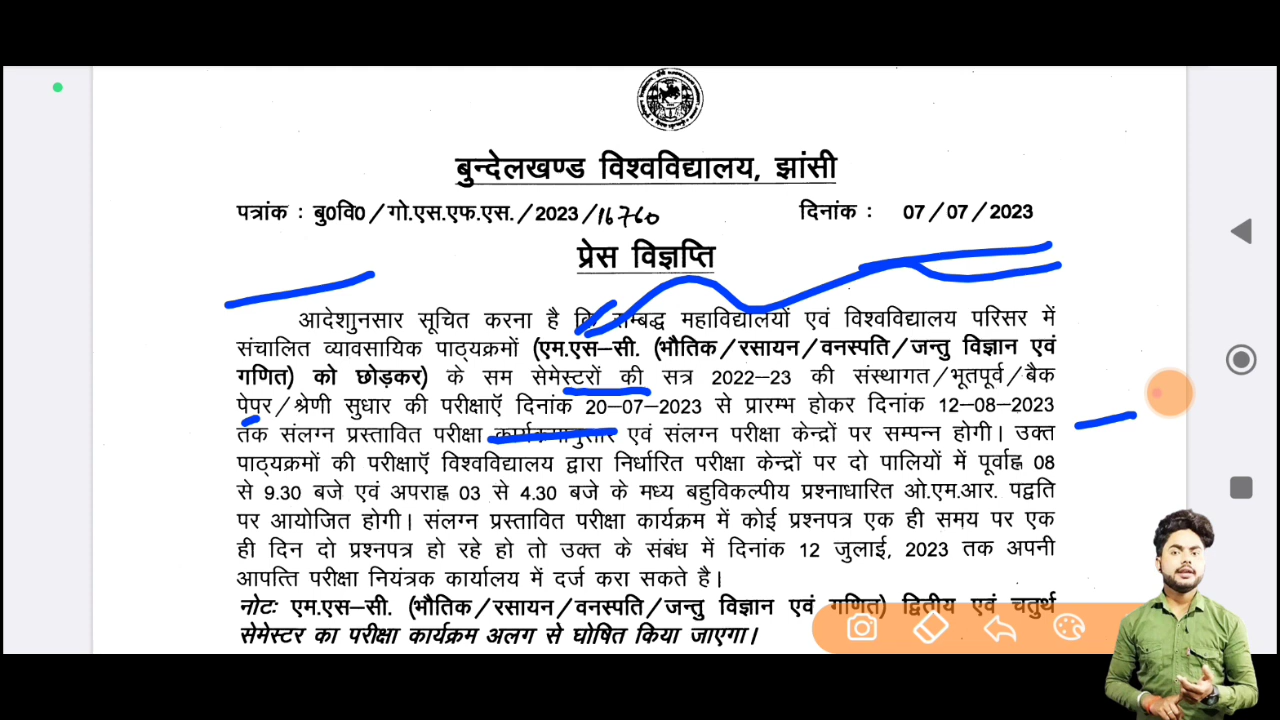 बुन्देलखण्ड विश्वविद्यालय, झांसी
पत्रांक : बु0वि0/गो.एस.एफ.एस./2023/16760 दिनांक : 07/07/2023
प्रेस विज्ञप्ति
आदेशाुनसार सूचित करना है कि सम्बद्ध महाविद्यालयों एवं विश्वविद्यालय परिसर में
संचालित व्यावसायिक पाठ्यक्रमों (एम.एस–सी. (भौतिक/रसायन/वनस्पति/जन्तु विज्ञान एवं
गणित) को छोड़कर) के सम सेमेस्टरों की सत्र 2022–23 की संस्थागत/भूतपूर्व/बैक
पेपर/श्रेणी सुधार की परीक्षाऍ दिनांक 20–07–2023 से प्रारम्भ होकर दिनांक 12–08–2023
तक संलग्न प्रस्तावित परीक्षा कार्यक्रमानुसार एवं संलग्न परीक्षा केन्द्रों पर सम्पन्न होगी। उक्त
पाठ्यक्रमों की परीक्षाऍ विश्वविद्यालय द्वारा निर्धारित परीक्षा केन्द्रों पर दो पालियों में पूर्वाह्न 08
से 9.30 बजे एवं अपराह्न 03 से 4.30 बजे के मध्य बहुविकल्पीय प्रश्नाधारित ओ.एम.आर. पद्वति
पर आयोजित होगी। संलग्न प्रस्तावित परीक्षा कार्यक्रम में कोई प्रश्नपत्र एक ही समय पर एक
ही दिन दो प्रश्नपत्र हो रहे हो तो उक्त के संबंध में दिनांक 12 जुलाई, 2023 तक अपनी
आपत्ति परीक्षा नियंत्रक कार्यालय में दर्ज करा सकते है।
नोटः एम.एस–सी. (भौतिक/रसायन/वनस्पति/जन्तु विज्ञान एवं गणित) द्वितीय एवं चतुर्थ
सेमेस्टर का परीक्षा कार्यक्रम अलग से घोषित किया जाएगा।